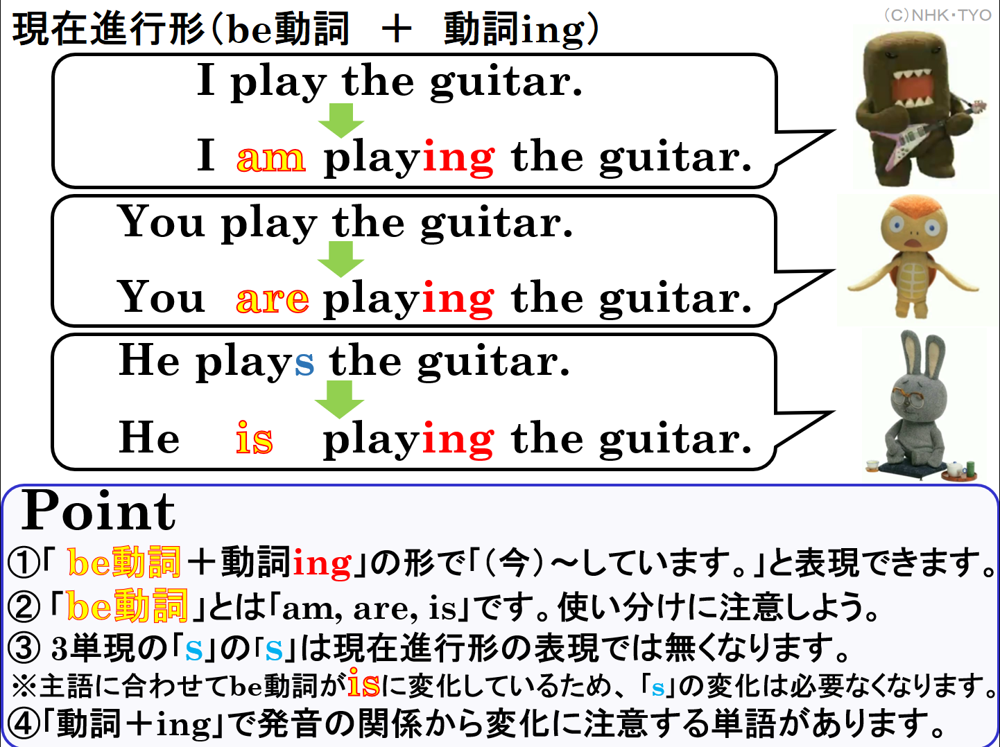 現在進行形（be動詞　＋　動詞ing）
（C）NHK・TYO
I play the guitar.
I am playing the guitar.
You play the guitar.
You are playing the guitar.
He plays the guitar.
He is playing the guitar.
Point
①「be動詞＋動詞ing」の形で「（今）～しています。」と表現できます。
②「be動詞」とは「am, are, is」です。使い分けに注意しよう。
③ 3単現の「s」の「s」は現在進行形の表現では無くなります。
※主語に合わせてbe動詞がisに変化しているため、「s」の変化は必要なくなります。
④「動詞＋ing」で発音の関係から変化に注意する単語があります。